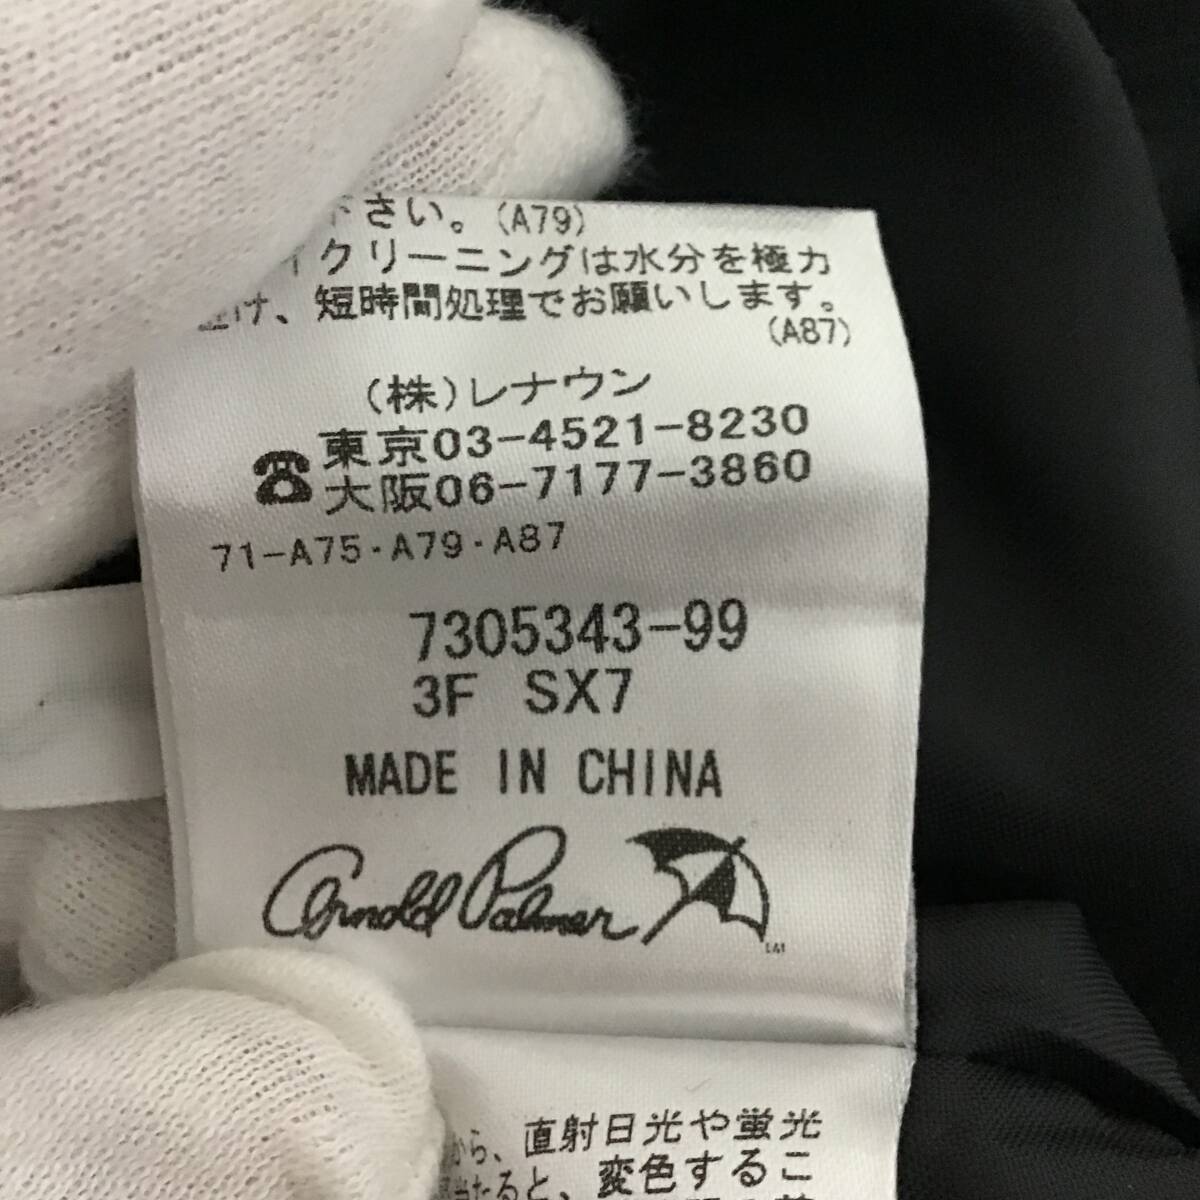 下さい。(A79)
イクリーニングは水分を極力
避け、短時間処理でお願いします。
(A87)
(株)レナウン
東京03-4521-8230
大阪06-7177-3860
71-A75・A79・A87
7305343-99
3F SX7
MADE IN CHINA
Arnold Palmer
から、直射日光や蛍光
当たると、変色するこ